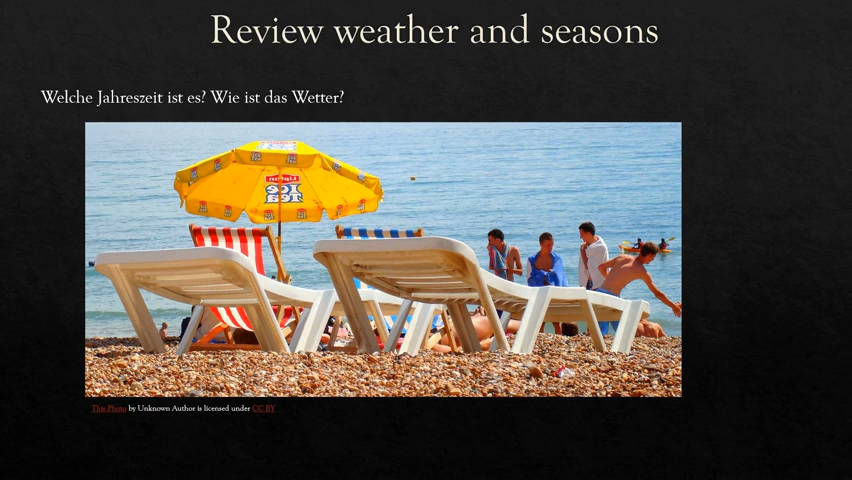 Review weather and seasons
Welche Jahreszeit ist es? Wie ist das Wetter?
Lipton
Ice
Tea
This Photo by Unknown Author is licensed under CC BY